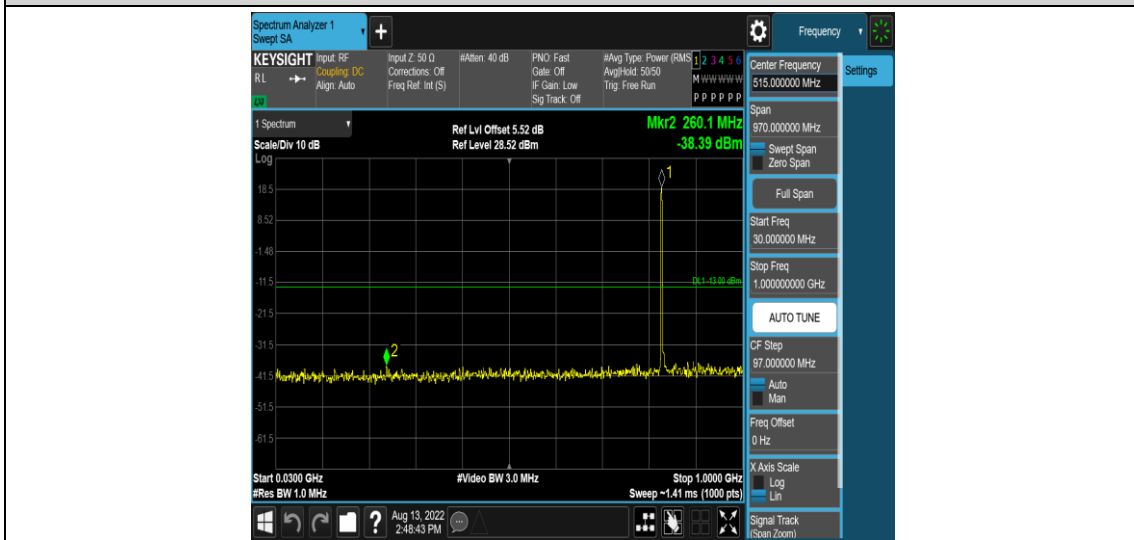 Spectrum Analyzer 1
Swept SA
+
Frequency
KEYSIGHT
RL
LM
Input: RF
Coupling: DC
Align: Auto
Input Z: 50 Ω
Corrections: Off
Freq Ref: Int (S)
#Atten: 40 dB
PNO: Fast
Gate: Off
IF Gain: Low
Sig Track: Off
#Avg Type: Power (RMS
Avg|Hold: 50/50
Trig: Free Run
1 2 3 4 5 6
M W W W W W
P P P P P P
Center Frequency
515.000000 MHz
Settings
1 Spectrum
Scale/Div 10 dB
Ref Lvl Offset 5.52 dB
Ref Level 28.52 dBm
Mkr2 260.1 MHz
-38.39 dBm
Span
970.000000 MHz
Swept Span
Zero Span
Full Span
Start Freq
30.000000 MHz
Stop Freq
1.000000000 GHz
AUTO TUNE
CF Step
97.000000 MHz
Auto
Man
Freq Offset
0 Hz
X Axis Scale
Log
Lin
Signal Track
(Span Zoom)
Log
1
18.5
8.52
-1.48
-11.5
DL1 -13.00 dBm
-21.5
-31.5
2
-41.5
-51.5
-61.5
Start 0.0300 GHz
#Video BW 3.0 MHz
Stop 1.0000 GHz
#Res BW 1.0 MHz
Sweep ~1.41 ms (1000 pts)
?
Aug 13, 2022
2:48:43 PM